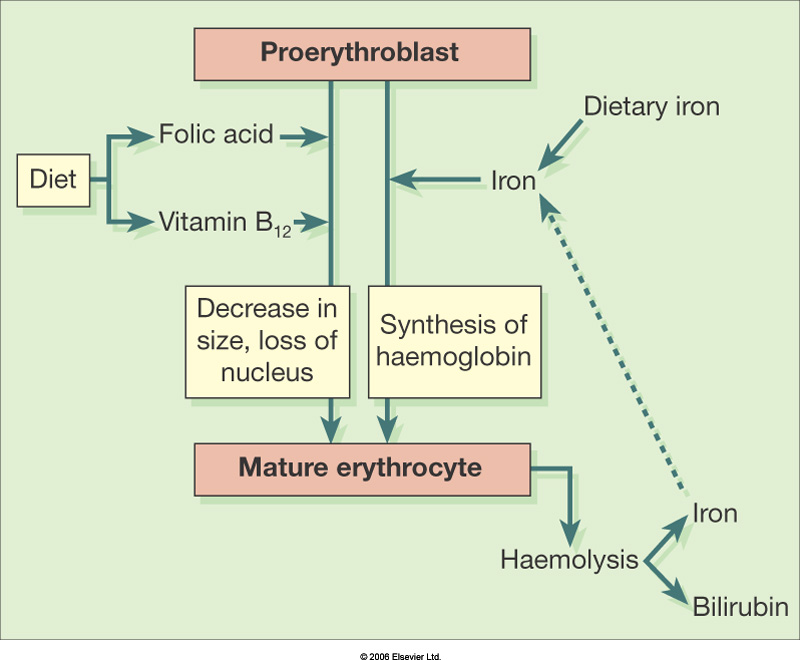 Proerythroblast
Dietary iron
Folic acid
Diet
Iron
Vitamin B₁₂
Decrease in
size, loss of
nucleus
Synthesis of
haemoglobin
Mature erythrocyte
Iron
Haemolysis
Bilirubin
© 2006 Elsevier Ltd.